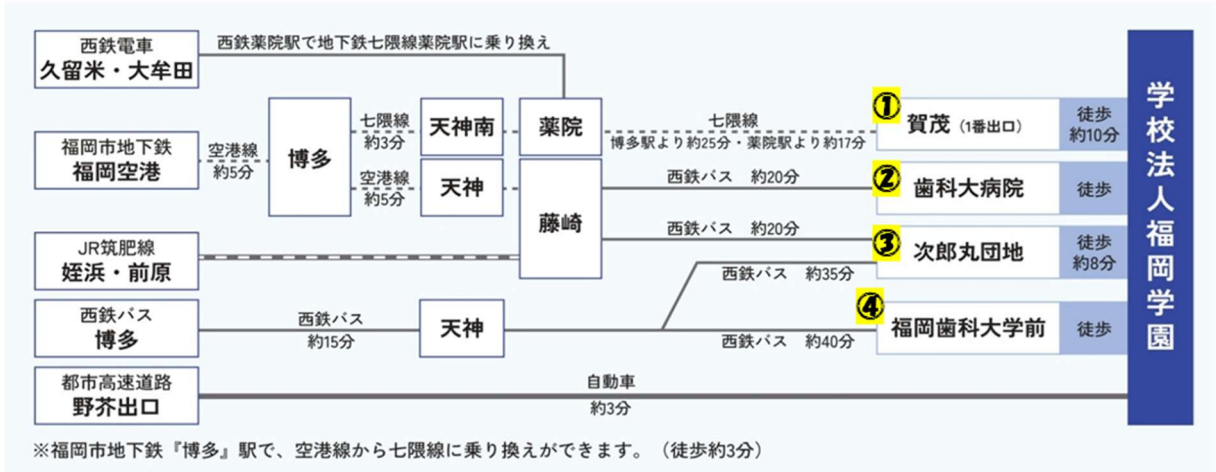 西鉄電車
久留米・大牟田
西鉄薬院駅で地下鉄七隈線薬院駅に乗り換え
福岡市地下鉄
福岡空港
空港線
約5分
博多
七隈線
約3分
天神南
薬院
七隈線
博多駅より約25分・薬院駅より約17分
①
賀茂（1番出口）
徒歩
約10分
空港線
約5分
天神
藤崎
西鉄バス 約20分
②
歯科大病院
徒歩
西鉄バス 約20分
③
次郎丸団地
徒歩
約8分
JR筑肥線
姪浜・前原
西鉄バス 約35分
西鉄バス
博多
西鉄バス
約15分
天神
西鉄バス 約40分
④
福岡歯科大学前
徒歩
都市高速道路
野芥出口
自動車
約3分
学校法人福岡学園
※福岡市地下鉄『博多』駅で、空港線から七隈線に乗り換えができます。（徒歩約3分）